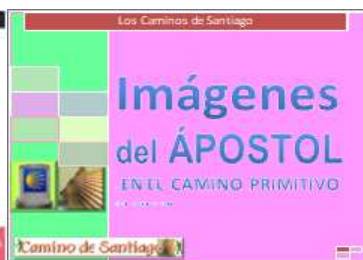 Los Caminos de Santiago
Imágenes
del ÁPOSTOL
EN EL CAMINO PRIMITIVO
Camino de Santiago